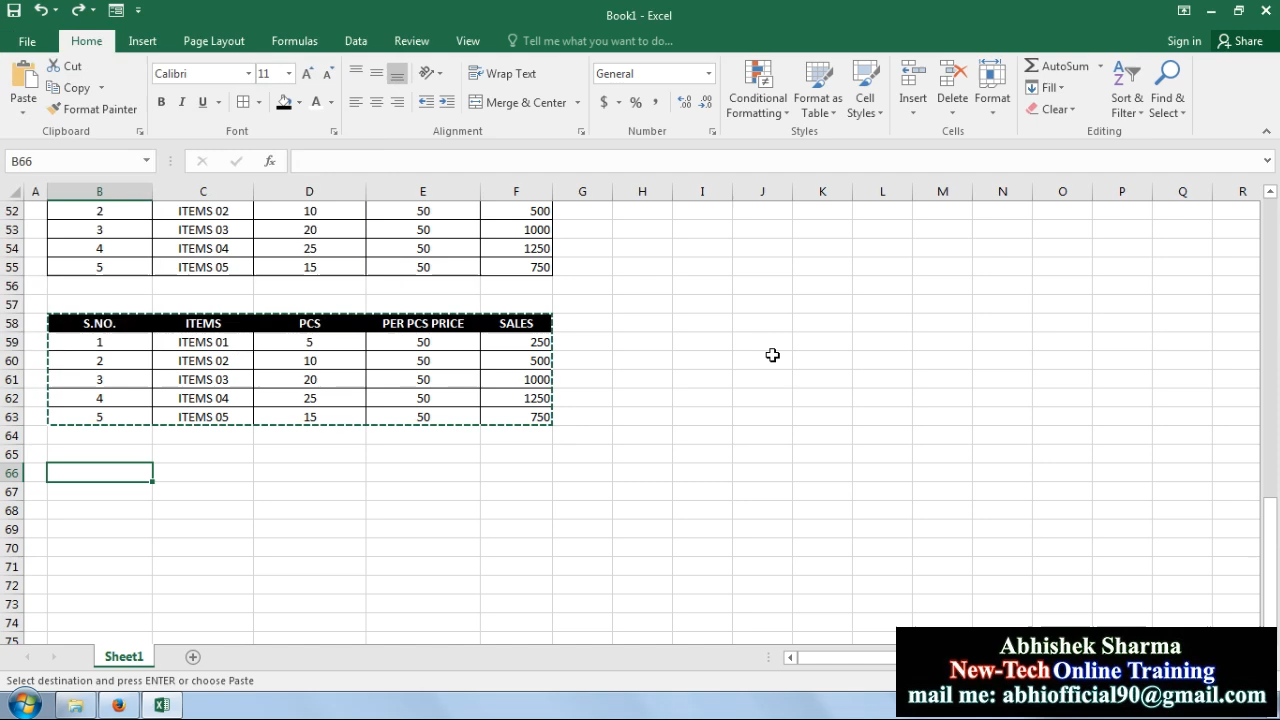 Book1 - Excel
File Home Insert Page Layout Formulas Data Review View Tell me what you want to do... Sign in Share
Paste Cut Copy Format Painter Clipboard
Calibri 11 A A B I U A Font
Wrap Text Merge & Center Alignment
General $ % , Number
Conditional Formatting Format as Table Cell Styles Styles
Insert Delete Format Cells
AutoSum Fill Clear Sort & Filter Find & Select Editing
B66 fx
A B C D E F G H I J K L M N O P Q R
52 2 ITEMS 02 10 50 500
53 3 ITEMS 03 20 50 1000
54 4 ITEMS 04 25 50 1250
55 5 ITEMS 05 15 50 750
56
57
58 S.NO. ITEMS PCS PER PCS PRICE SALES
59 1 ITEMS 01 5 50 250
60 2 ITEMS 02 10 50 500
61 3 ITEMS 03 20 50 1000
62 4 ITEMS 04 25 50 1250
63 5 ITEMS 05 15 50 750
64
65
66
67
68
69
70
71
72
73
74
75
Sheet1
Select destination and press ENTER or choose Paste
Abhishek Sharma
New-Tech Online Training
mail me: abhiofficial90@gmail.com